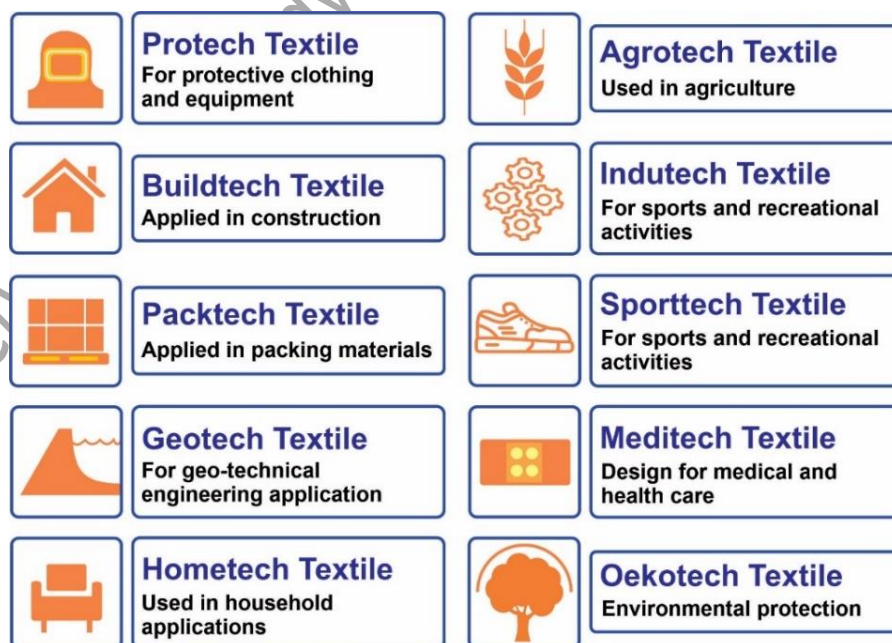 Protech Textile
For protective clothing
and equipment
Agrotech Textile
Used in agriculture
Buildtech Textile
Applied in construction
Indutech Textile
For sports and recreational
activities
Packtech Textile
Applied in packing materials
Sporttech Textile
For sports and recreational
activities
Geotech Textile
For geo-technical
engineering application
Meditech Textile
Design for medical and
health care
Hometech Textile
Used in household
applications
Oekotech Textile
Environmental protection